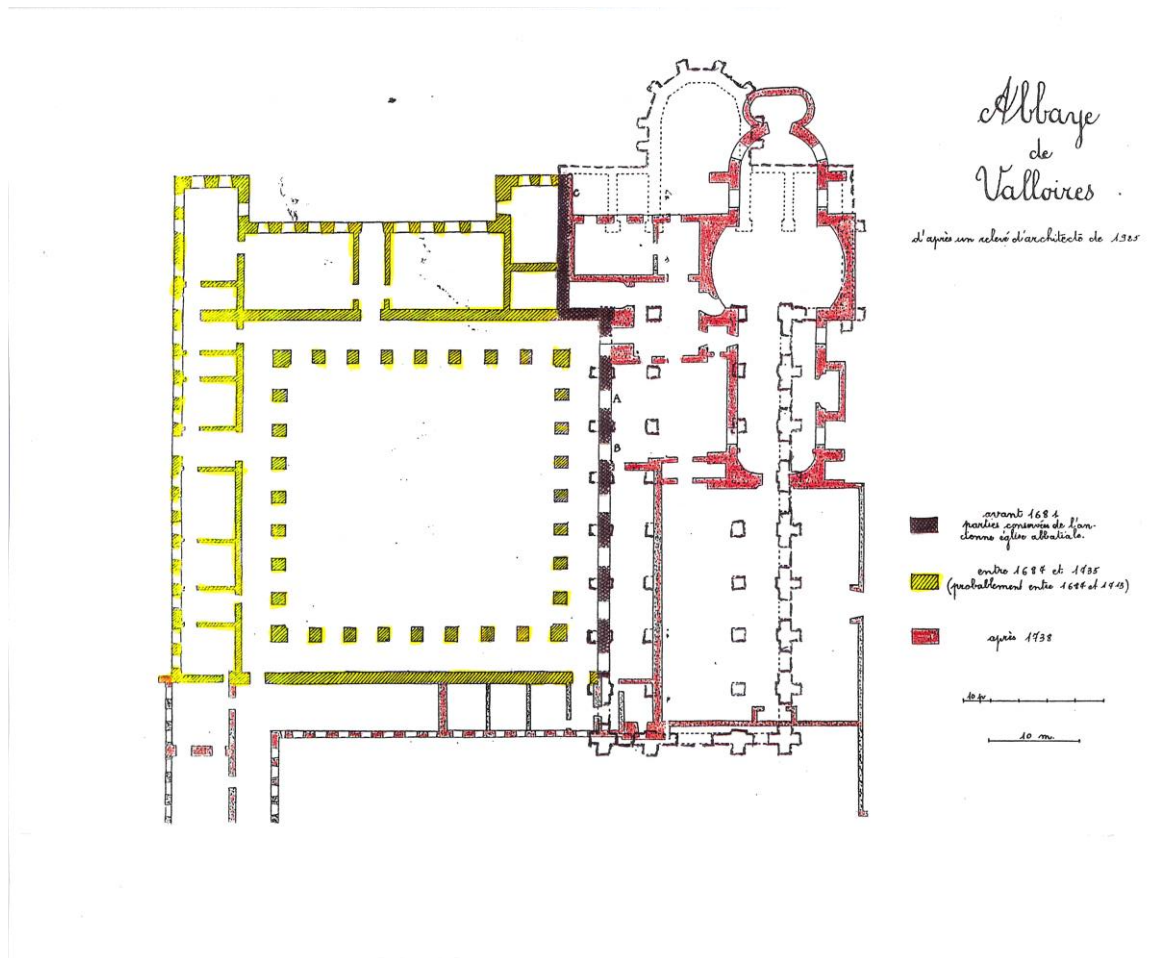 Abbaye
de
Valloires
d'après un relevé d'architecte de 1925
C
A
B
avant 1681
parties conservées de l'an-
cienne église abbatiale.
entre 1687 et 1735
(probablement entre 1687 et 1713)
après 1738
10 m.